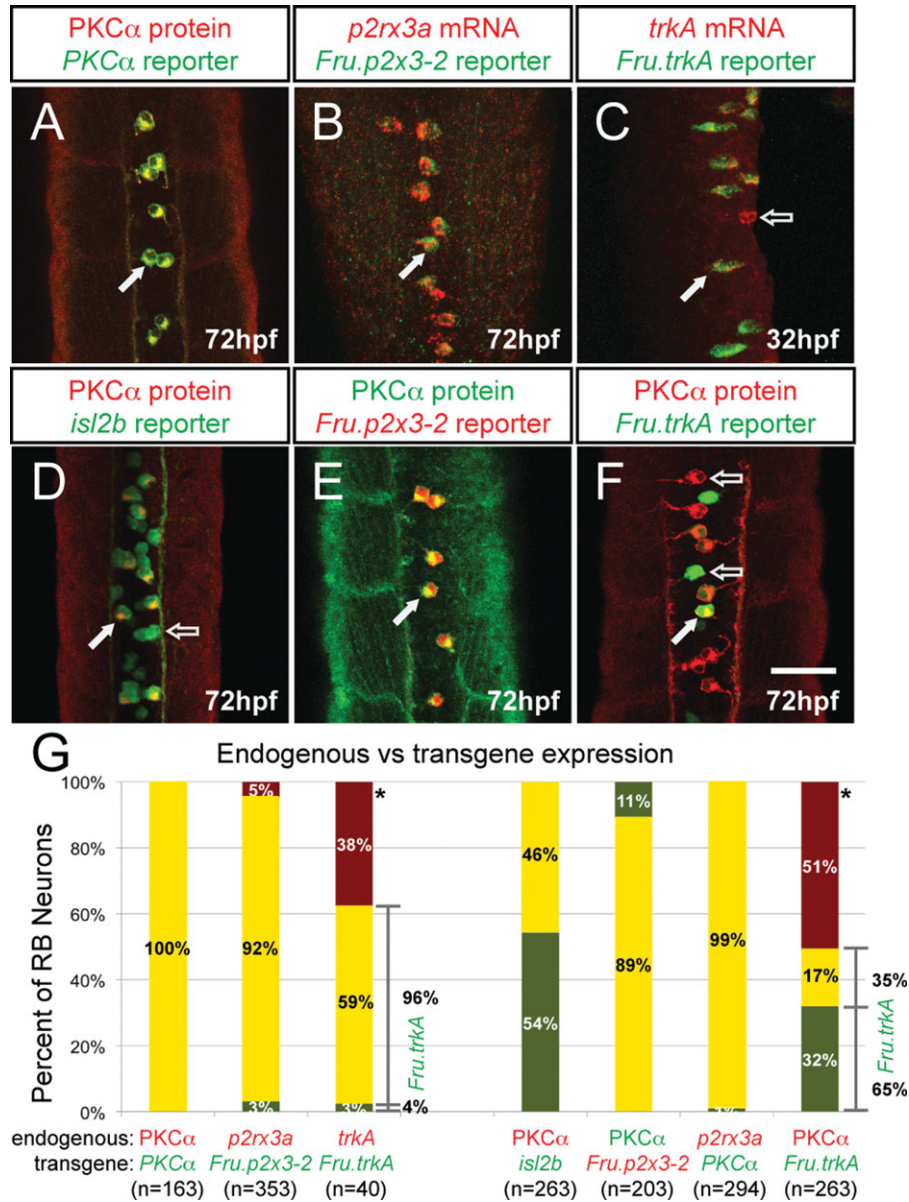 PKCα protein
PKCα reporter
p2rx3a mRNA
Fru.p2x3-2 reporter
trkA mRNA
Fru.trkA reporter
A
72hpf
B
72hpf
C
32hpf
PKCα protein
isl2b reporter
PKCα protein
Fru.p2x3-2 reporter
PKCα protein
Fru.trkA reporter
D
72hpf
E
72hpf
F
72hpf
G
Endogenous vs transgene expression
Percent of RB Neurons
100%
80%
60%
40%
20%
0%
100%
5%
92%
3%
*
38%
59%
3%
96%
4%
Fru.trkA
46%
54%
11%
89%
99%
*
51%
17%
32%
35%
65%
Fru.trkA
endogenous: PKCα p2rx3a trkA PKCα PKCα p2rx3a PKCα
transgene: PKCα Fru.p2x3-2 Fru.trkA isl2b Fru.p2x3-2 PKCα Fru.trkA
(n=163) (n=353) (n=40) (n=263) (n=203) (n=294) (n=263)